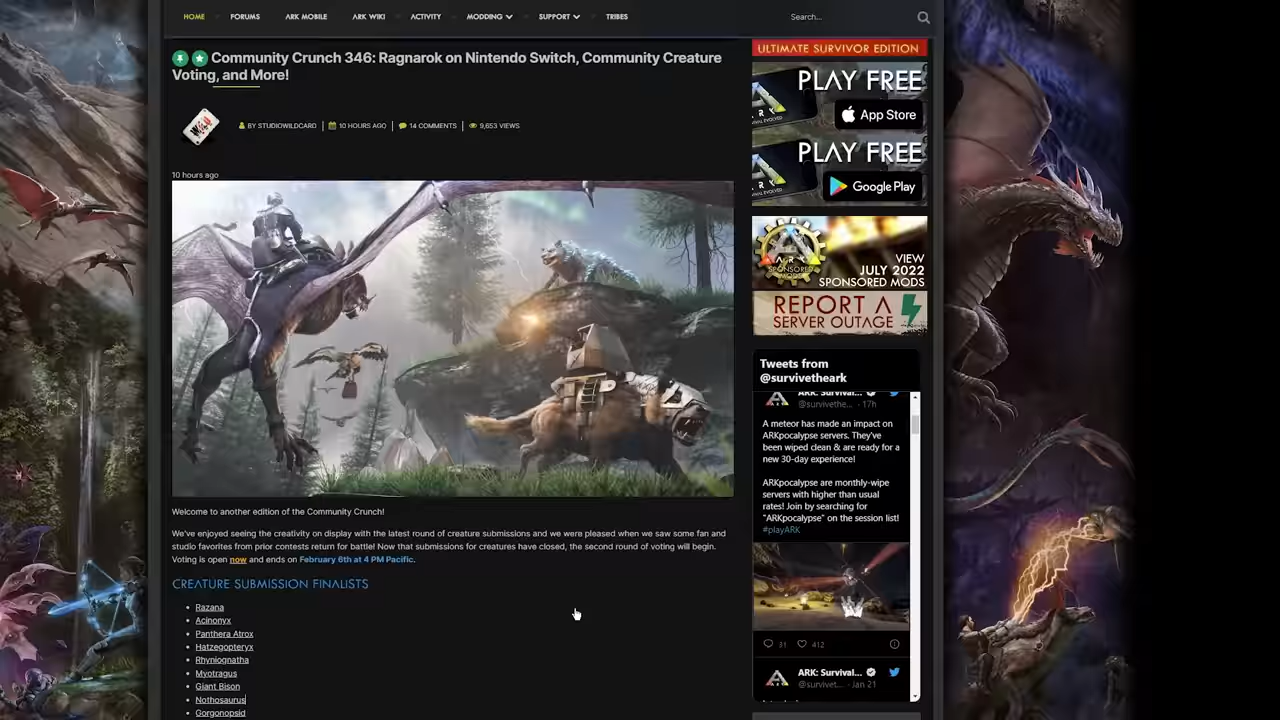 HOME FORUMS ARK MOBILE ARK WIKI ACTIVITY MODDING SUPPORT TRIBES Search...
Community Crunch 346: Ragnarok on Nintendo Switch, Community Creature
Voting, and More!
BY STUDIOWILDCARD 10 HOURS AGO 14 COMMENTS 9,653 VIEWS
10 hours ago
Welcome to another edition of the Community Crunch!
We've enjoyed seeing the creativity on display with the latest round of creature submissions and we were pleased when we saw some fan and
studio favorites from prior contests return for battle! Now that submissions for creatures have closed, the second round of voting will begin.
Voting is open now and ends on February 6th at 4 PM Pacific.
CREATURE SUBMISSION FINALISTS
Razana
Acinonyx
Panthera Atrox
Hatzegopteryx
Rhyniognatha
Myotragus
Giant Bison
Nothosaurus
Gorgonopsid
ULTIMATE SURVIVOR EDITION
PLAY FREE
App Store
PLAY FREE
Google Play
ARK
SPONSORED
MODS
VIEW
JULY 2022
SPONSORED MODS
REPORT A
SERVER OUTAGE
Tweets from
@survivetheark
ARK: Survival...
@survivethe... · 17h
A meteor has made an impact on
ARKpocalypse servers. They've
been wiped clean & are ready for a
new 30-day experience!
ARKpocalypse are monthly-wipe
servers with higher than usual
rates! Join by searching for
"ARKpocalypse" on the session list!
#playARK
31 412
ARK: Survival...
@survivet... · Jan 21